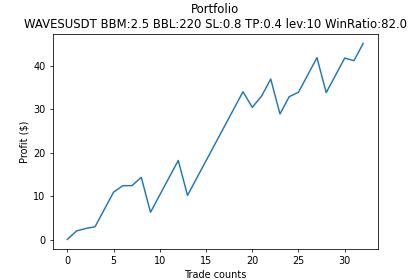 Portfolio
WAVESUSDT BBM:2.5 BBL:220 SL:0.8 TP:0.4 lev:10 WinRatio:82.0
Profit ($)
40
30
20
10
0
0 5 10 15 20 25 30
Trade counts